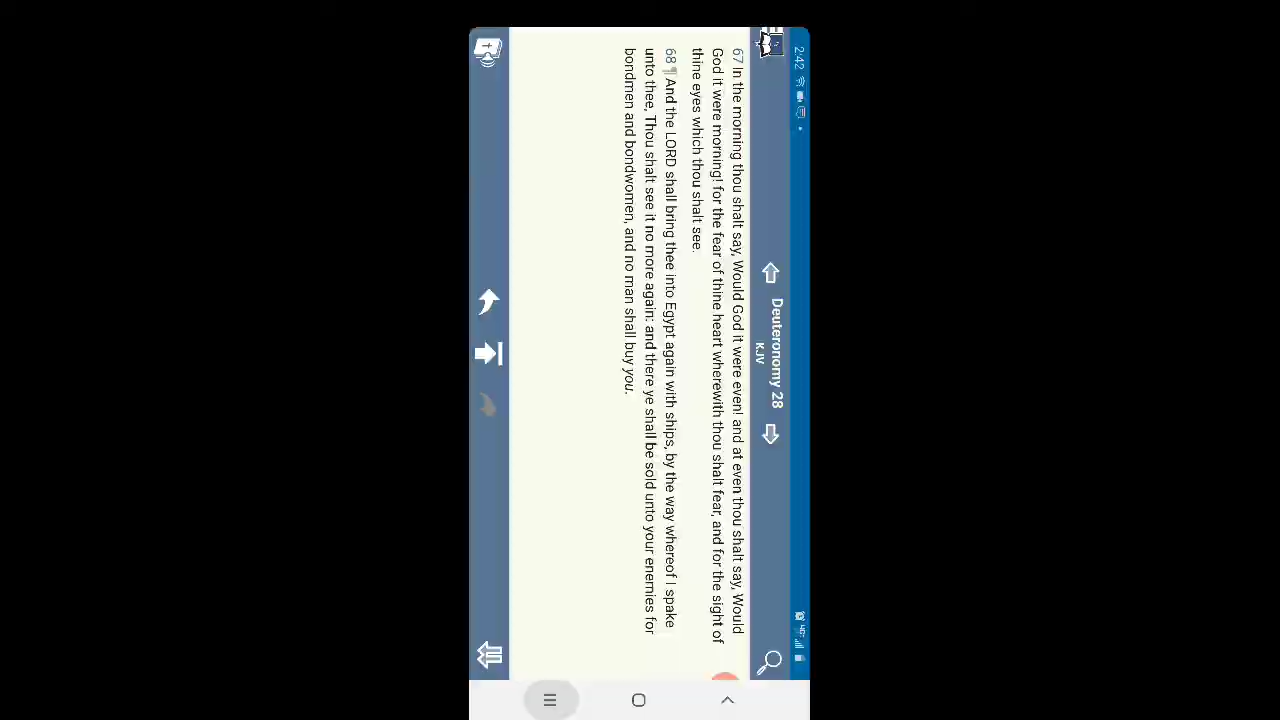 2:42
Deuteronomy 28
KJV
67 In the morning thou shalt say, Would God it were even! and at even thou shalt say, Would
God it were morning! for the fear of thine heart wherewith thou shalt fear, and for the sight of
thine eyes which thou shalt see.
68 ¶ And the LORD shall bring thee into Egypt again with ships, by the way whereof I spake
unto thee, Thou shalt see it no more again: and there ye shall be sold unto your enemies for
bondmen and bondwomen, and no man shall buy you.